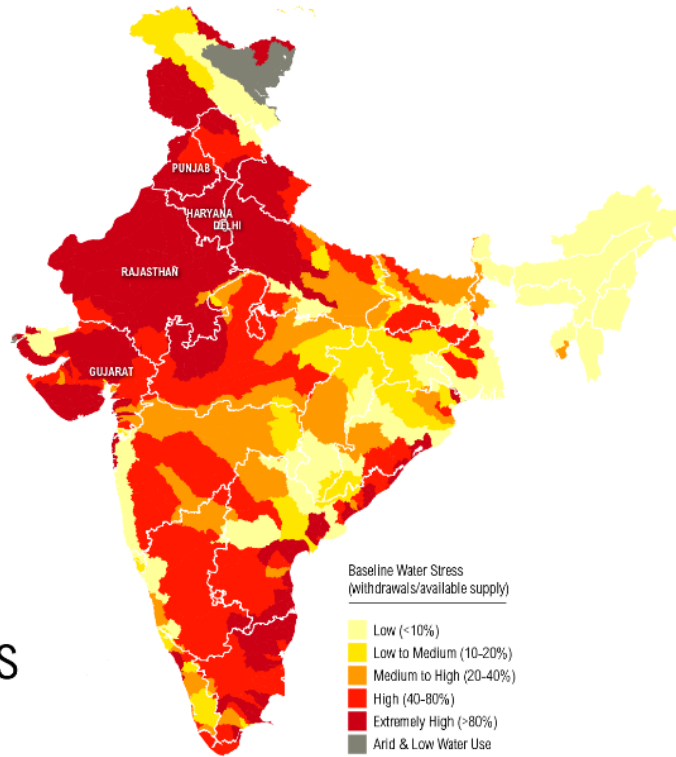 PUNJAB
HARYANA
DELHI
RAJASTHAN
GUJARAT
S
Baseline Water Stress
(withdrawals/available supply)
Low (<10%)
Low to Medium (10-20%)
Medium to High (20-40%)
High (40-80%)
Extremely High (>80%)
Arid & Low Water Use